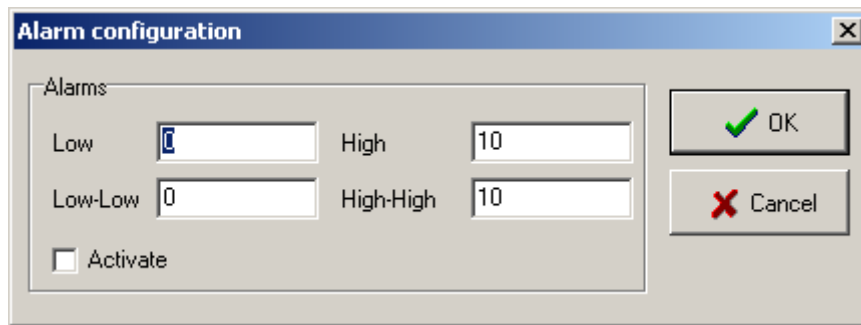 Alarm configuration
Alarms
Low 0 High 10
OK
Low-Low 0 High-High 10
Cancel
Activate